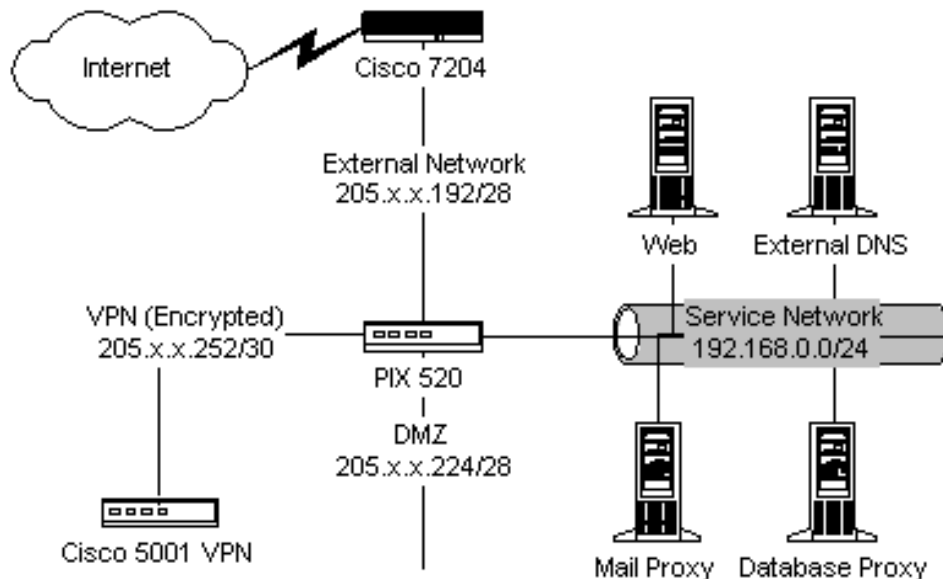 Internet
Cisco 7204
External Network
205.x.x.192/28
Web
External DNS
VPN (Encrypted)
205.x.x.252/30
Service Network
192.168.0.0/24
PIX 520
DMZ
205.x.x.224/28
Cisco 5001 VPN
Mail Proxy
Database Proxy